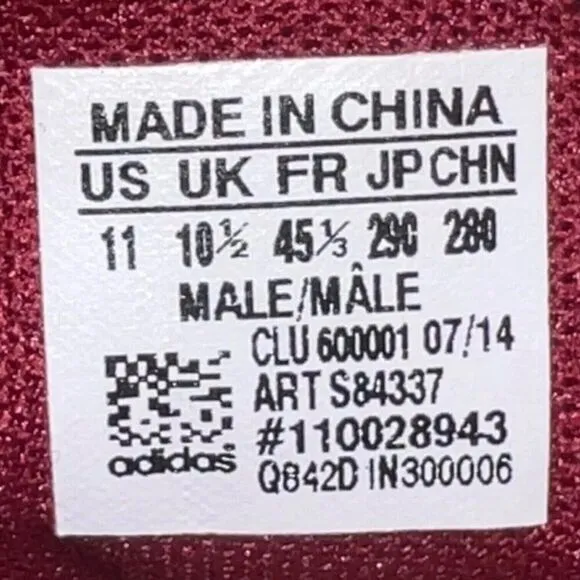 MADE IN CHINA
US UK FR JP CHN
11 10½ 45⅓ 290 280
MALE/MÂLE
CLU 600001 07/14
ART S84337
#110028943
adidas
Q842D IN300006